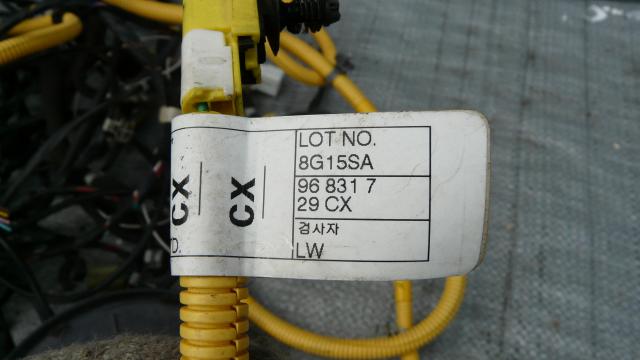 LOT NO.
8G15SA
96 831 7
29 CX
검사자
LW
CX
CX
D.